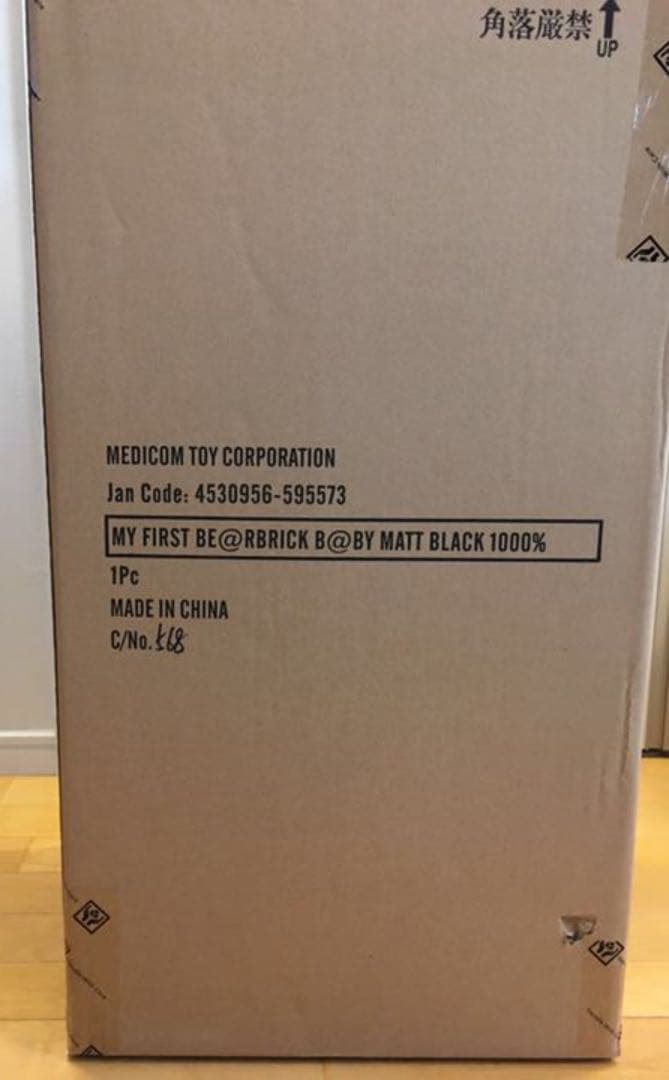 角落厳禁
UP
MEDICOM TOY CORPORATION
Jan Code: 4530956-595573
MY FIRST BE@RBRICK B@BY MATT BLACK 1000%
1Pc
MADE IN CHINA
C/No. 568